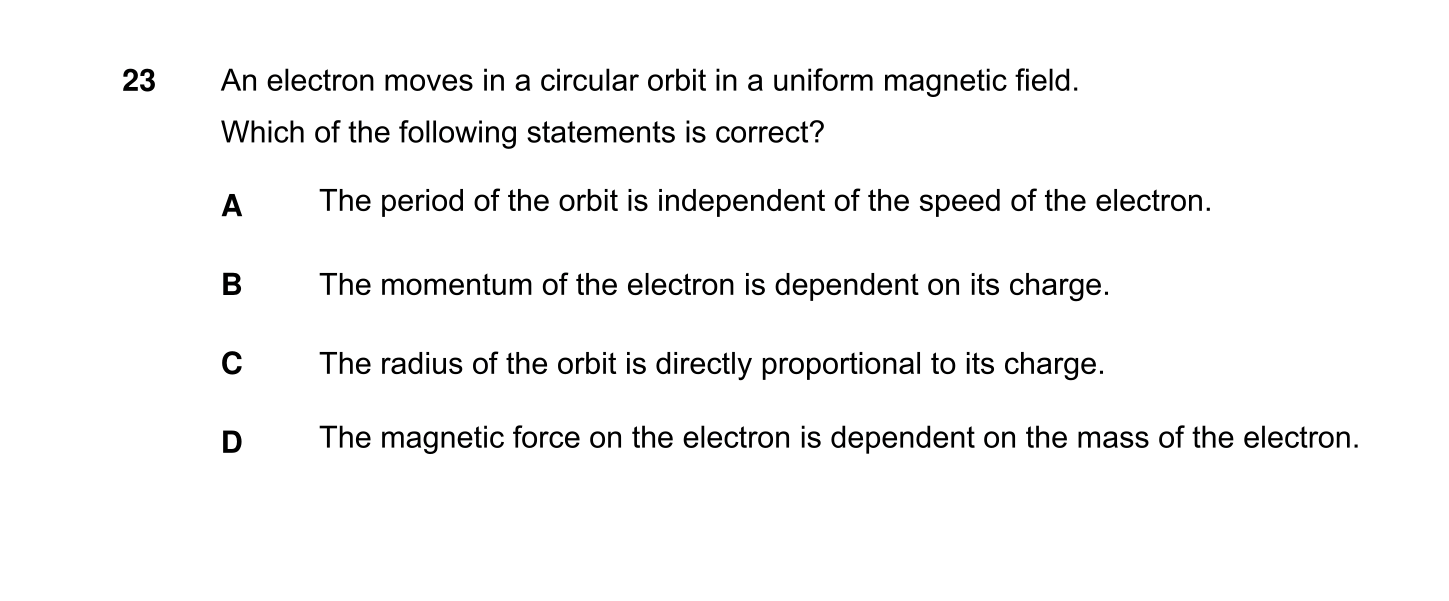 23 An electron moves in a circular orbit in a uniform magnetic field.
Which of the following statements is correct?
A The period of the orbit is independent of the speed of the electron.
B The momentum of the electron is dependent on its charge.
C The radius of the orbit is directly proportional to its charge.
D The magnetic force on the electron is dependent on the mass of the electron.